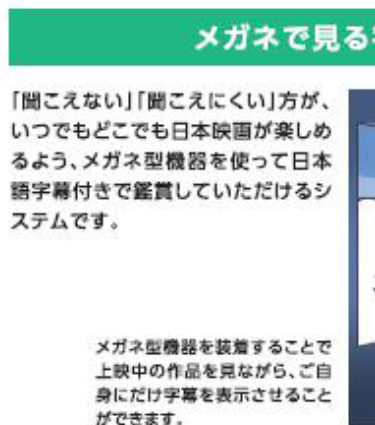 メガネで見る
「聞こえない」「聞こえにくい」方が、
いつでもどこでも日本映画が楽しめ
るよう、メガネ型機器を使って日本
語字幕付きで鑑賞していただけるシ
ステムです。
メガネ型機器を装着することで
上映中の作品を見ながら、ご自
身にだけ字幕を表示させること
ができます。